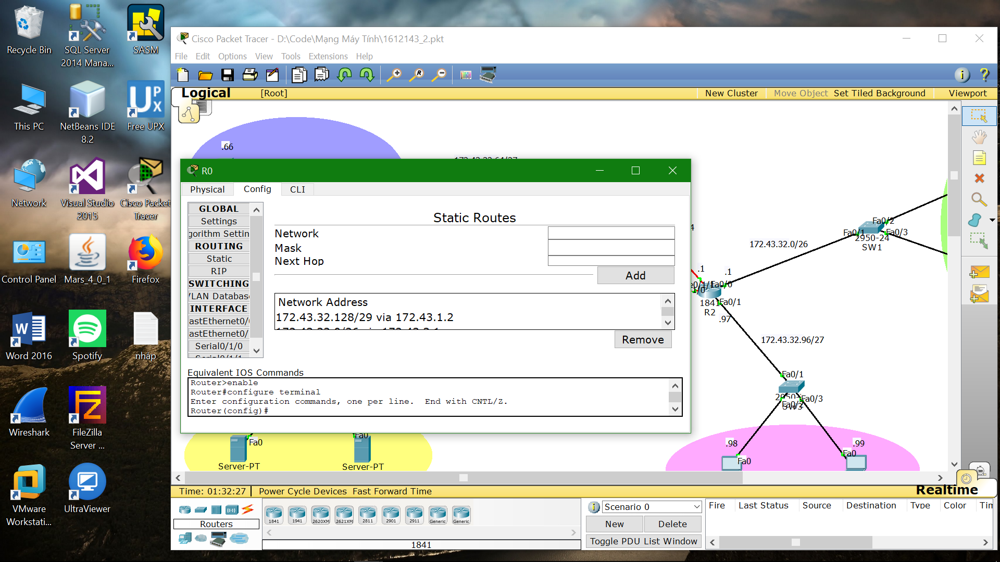 Recycle Bin
SQL Server
2014 Mana...
SASM
This PC
NetBeans IDE
8.2
UPX
Free UPX
Network
Visual Studio
2015
Cisco Packet
Tracer
Control Panel
Mars_4_0_1
Firefox
Word 2016
Spotify
nháp
Wireshark
FileZilla
Server ...
VMware
Workstati...
UltraViewer
Cisco Packet Tracer - D:\Code\Mạng Máy Tính\1612143_2.pkt
File Edit Options View Tools Extensions Help
Logical [Root] New Cluster Move Object Set Tiled Background Viewport
.66
R0
Physical Config CLI
GLOBAL
Settings
gorithm Settin
ROUTING
Static
RIP
SWITCHING
VLAN Databas
INTERFACE
astEthernet0/
astEthernet0/
Serial0/1/0
Serial0/1/1
Static Routes
Network
Mask
Next Hop
Add
Network Address
172.43.32.128/29 via 172.43.1.2
Remove
Equivalent IOS Commands
Router>enable
Router#configure terminal
Enter configuration commands, one per line. End with CNTL/Z.
Router(config)#
Fa0/2
Fa0/1
Fa0/3
2950-24
SW1
172.43.32.0/26
.1
.1
Fa0/0
1841
Fa0/1
R2
.97
172.43.32.96/27
Fa0/1
Fa0/3
Fa0/2
SW3
.98
.99
Fa0
Fa0
Fa0
Fa0
Server-PT
Server-PT
Time: 01:32:27 Power Cycle Devices Fast Forward Time
Realtime
Routers
1841
1941
2620XM
2621XM
2811
2901
2911
Generic
Generic
1841
Scenario 0
New
Delete
Toggle PDU List Window
Fire Last Status Source Destination Type Color Tim